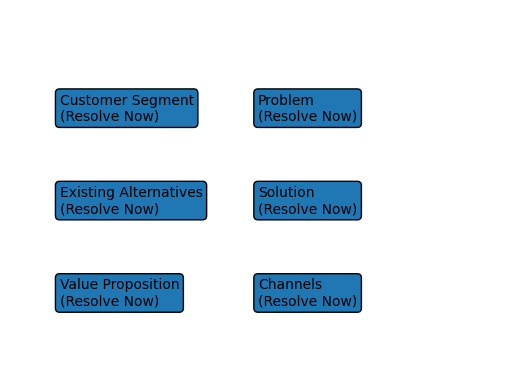 Customer Segment
(Resolve Now)
Problem
(Resolve Now)
Existing Alternatives
(Resolve Now)
Solution
(Resolve Now)
Value Proposition
(Resolve Now)
Channels
(Resolve Now)